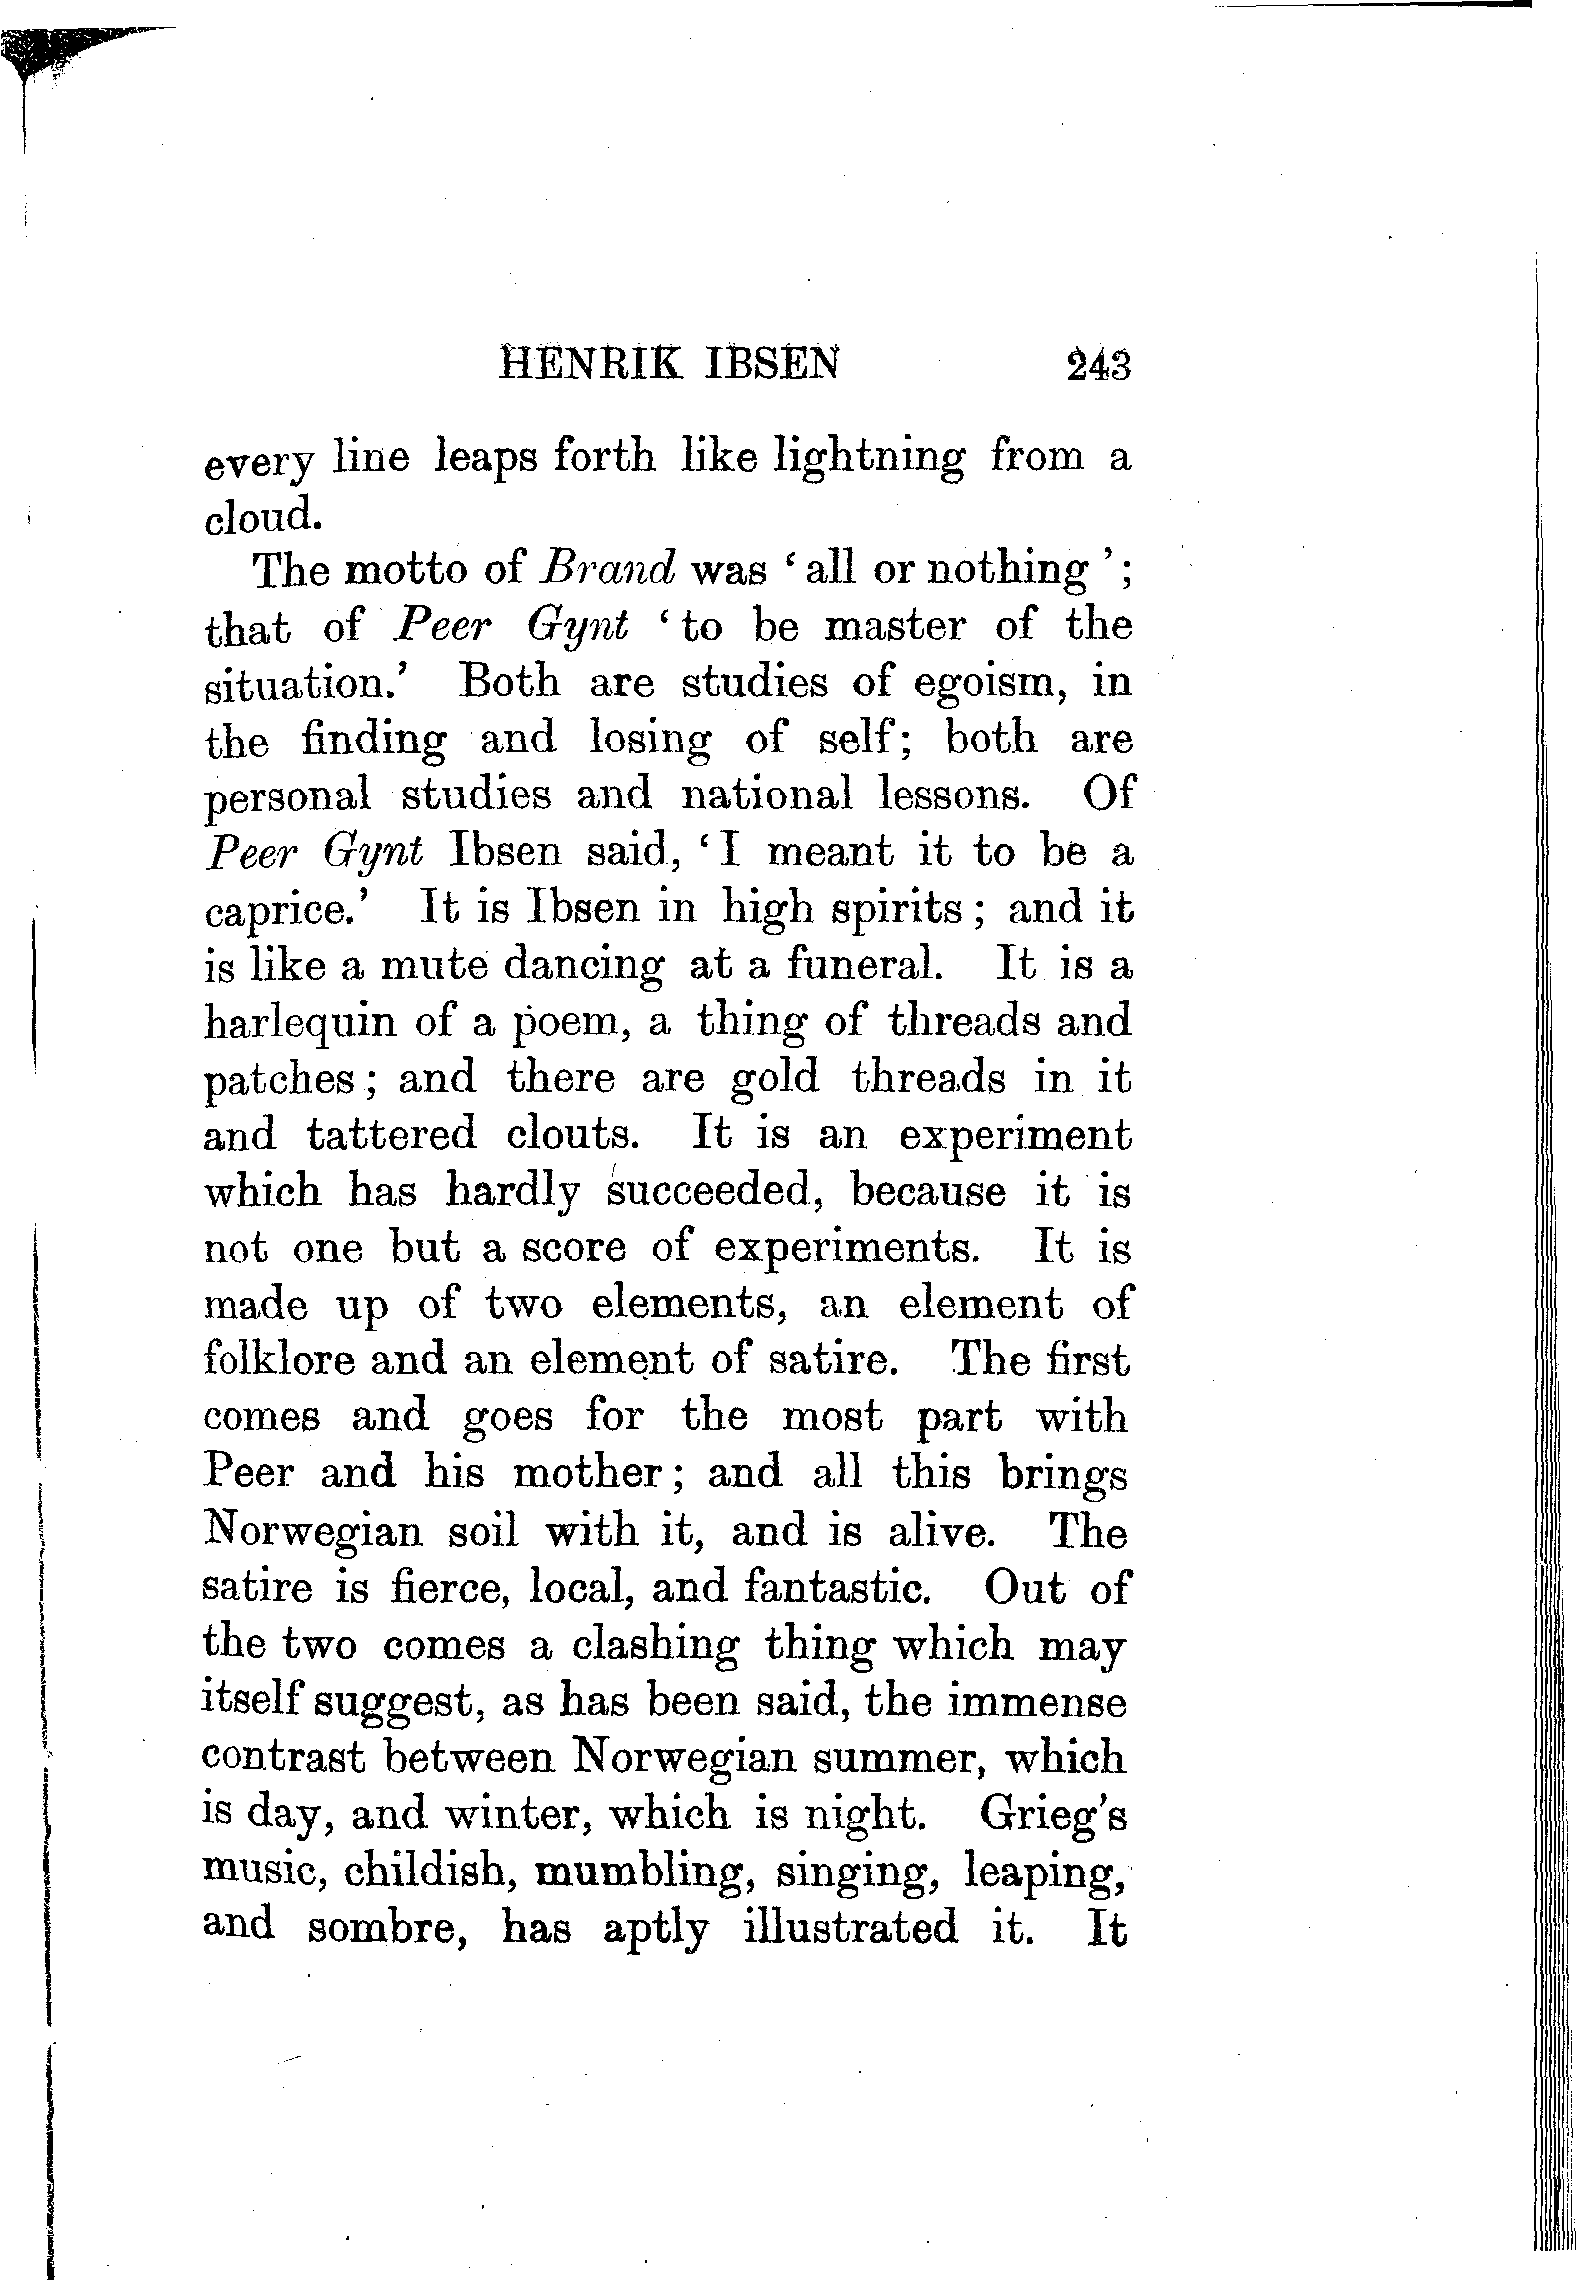 HENRIK IBSEN 243
every line leaps forth like lightning from a
cloud.
The motto of Brand was ‘all or nothing’;
that of Peer Gynt ‘to be master of the
situation.’ Both are studies of egoism, in
the finding and losing of self; both are
personal studies and national lessons. Of
Peer Gynt Ibsen said, ‘I meant it to be a
caprice.’ It is Ibsen in high spirits; and it
is like a mute dancing at a funeral. It is a
harlequin of a poem, a thing of threads and
patches; and there are gold threads in it
and tattered clouts. It is an experiment
which has hardly succeeded, because it is
not one but a score of experiments. It is
made up of two elements, an element of
folklore and an element of satire. The first
comes and goes for the most part with
Peer and his mother; and all this brings
Norwegian soil with it, and is alive. The
satire is fierce, local, and fantastic. Out of
the two comes a clashing thing which may
itself suggest, as has been said, the immense
contrast between Norwegian summer, which
is day, and winter, which is night. Grieg’s
music, childish, mumbling, singing, leaping,
and sombre, has aptly illustrated it. It